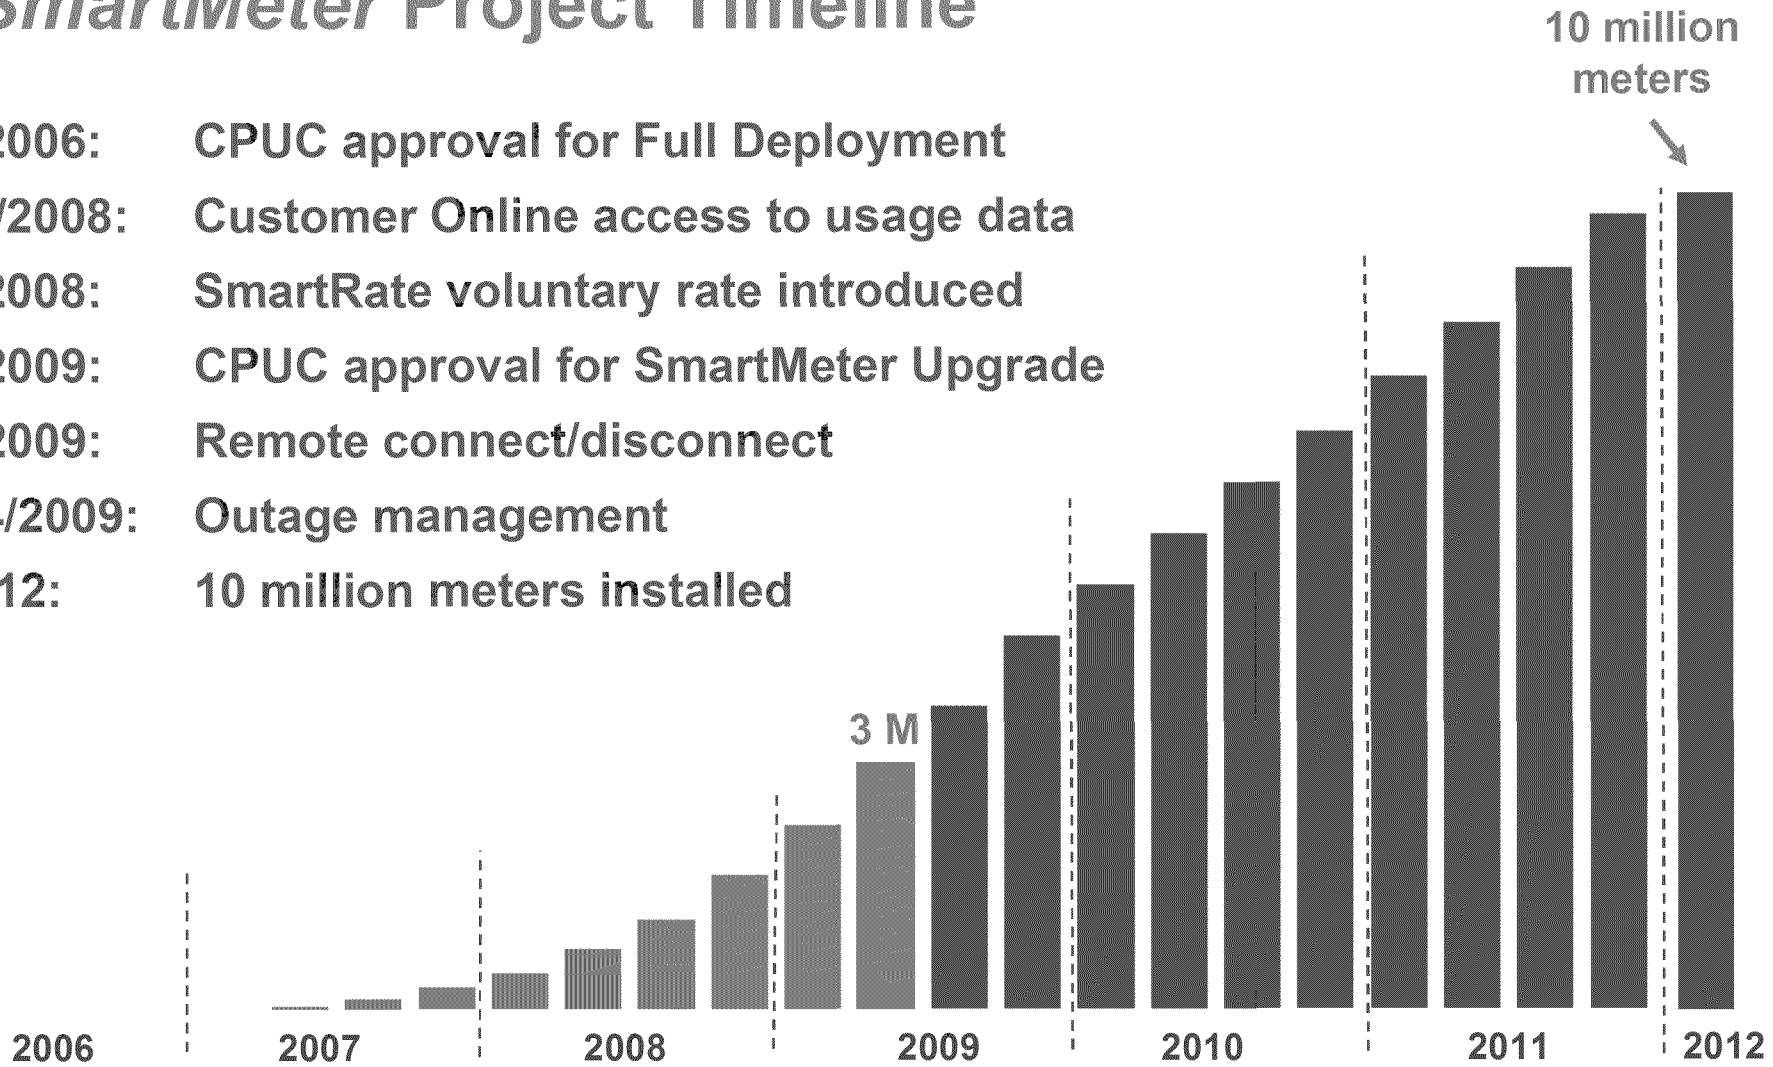 SmartMeter Project Timeline
10 million
meters
2006: CPUC approval for Full Deployment
/2008: Customer Online access to usage data
2008: SmartRate voluntary rate introduced
2009: CPUC approval for SmartMeter Upgrade
2009: Remote connect/disconnect
/2009: Outage management
12: 10 million meters installed
3 M
2006 2007 2008 2009 2010 2011 2012